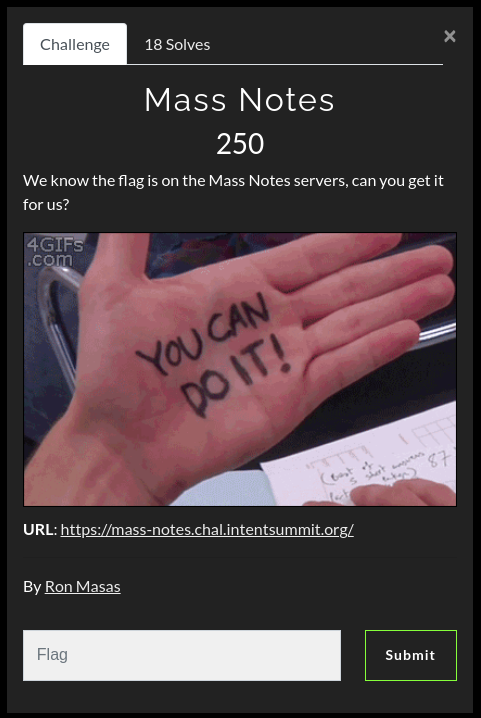 Challenge
18 Solves
×
Mass Notes
250
We know the flag is on the Mass Notes servers, can you get it
for us?
4GIFs
.com
YOU CAN
DO IT!
87
URL: https://mass-notes.chal.intentsummit.org/
By Ron Masas
Flag
Submit